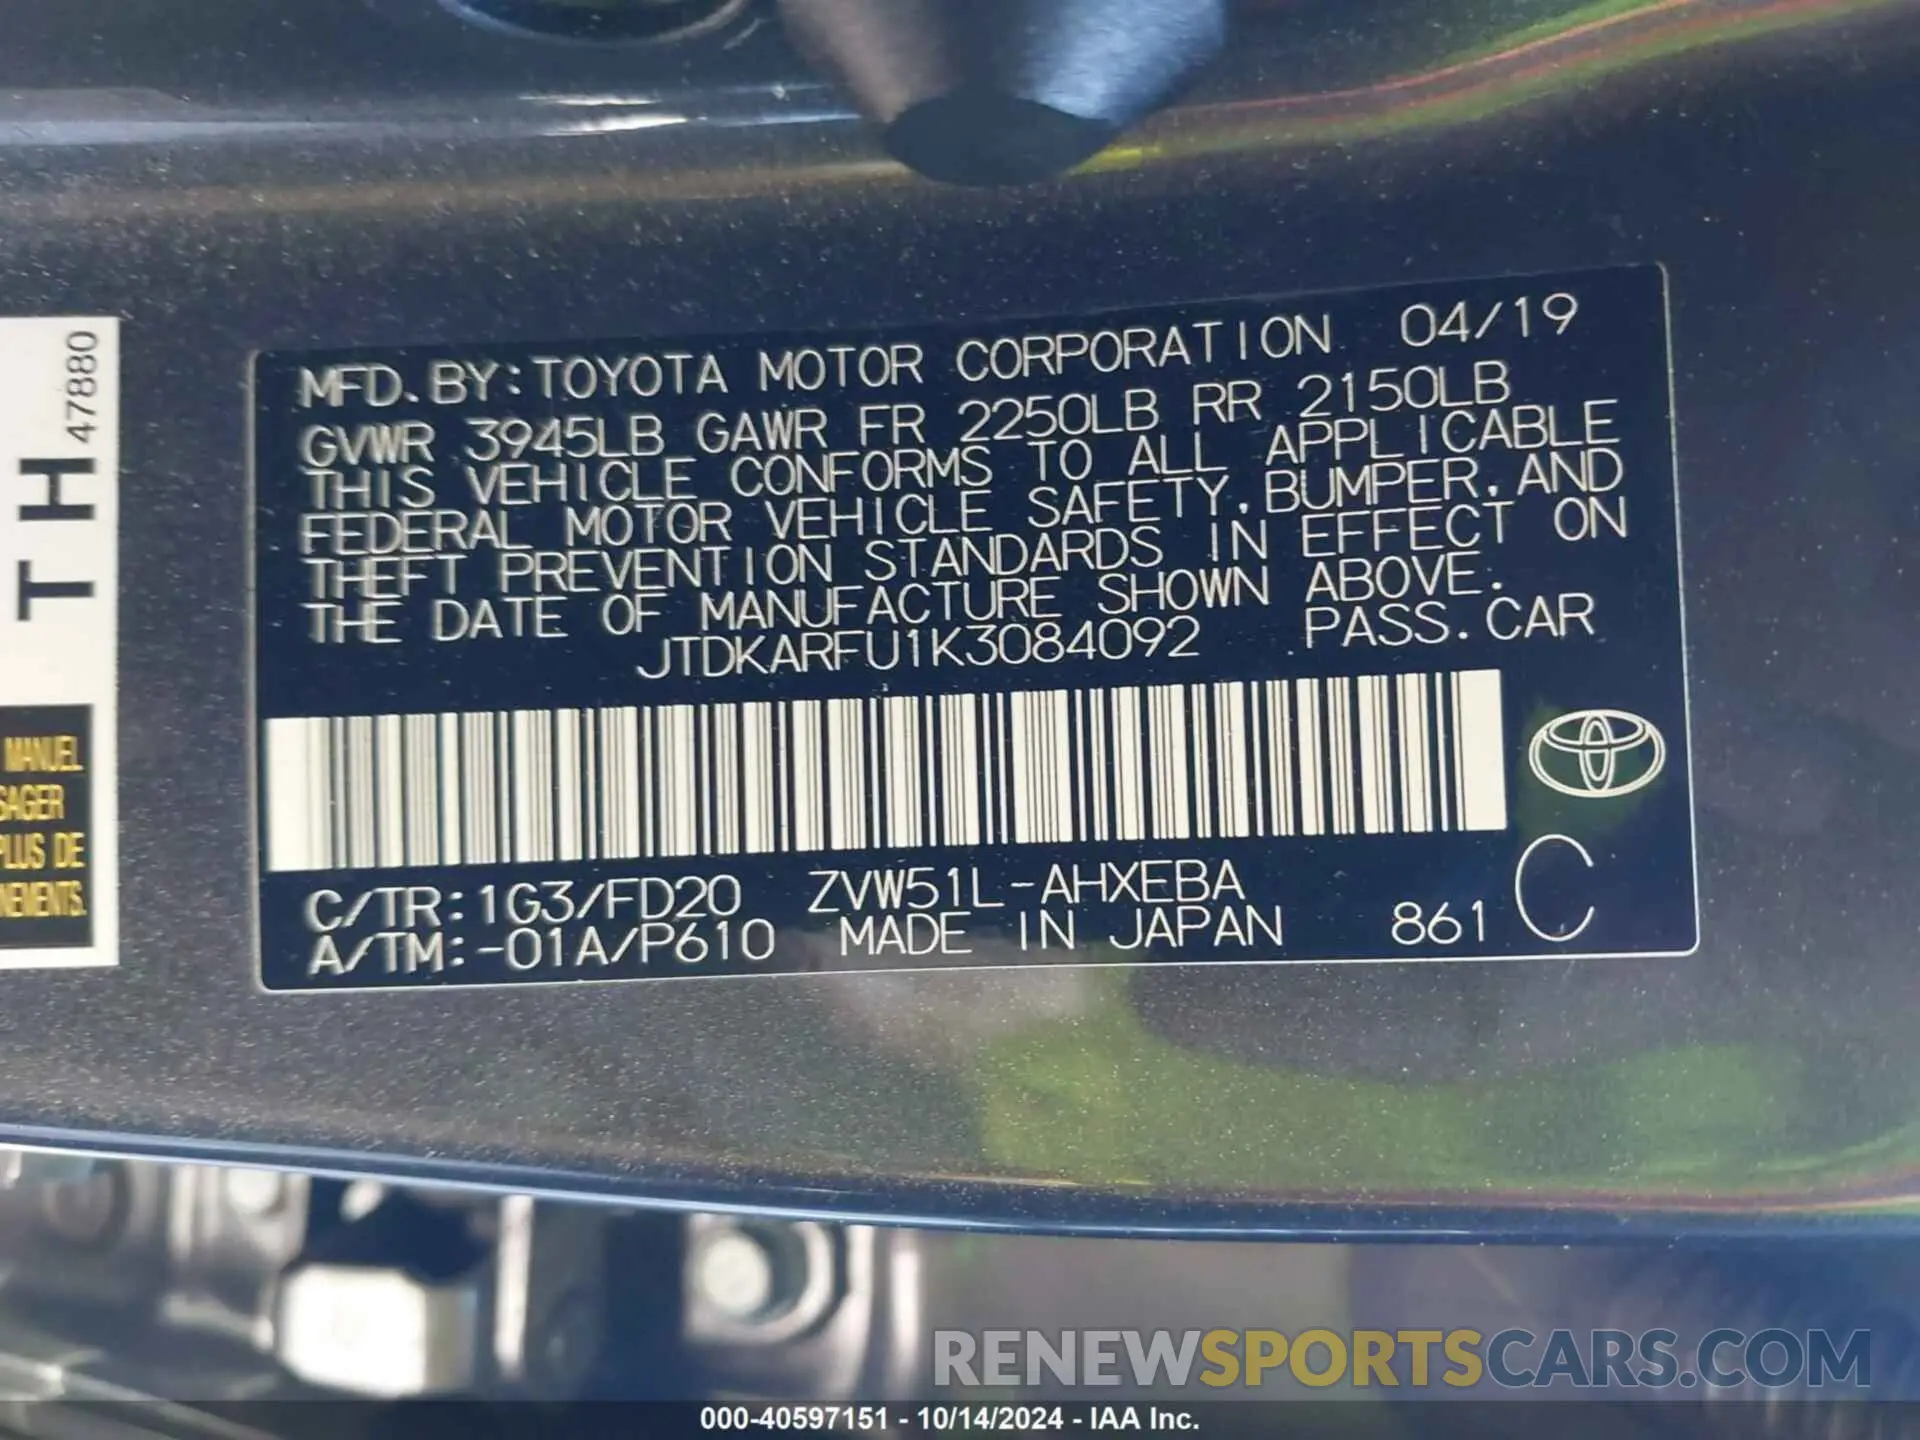 MFD. BY: TOYOTA MOTOR CORPORATION 04/19
GVWR 3945LB GAWR FR 2250LB RR 2150LB
THIS VEHICLE CONFORMS TO ALL APPLICABLE
FEDERAL MOTOR VEHICLE SAFETY, BUMPER, AND
THEFT PREVENTION STANDARDS IN EFFECT ON
THE DATE OF MANUFACTURE SHOWN ABOVE.
JTDKARFU1K3084092 PASS. CAR
C/TR: 1G3/FD20 ZVW51L-AHXEBA
A/TM: -01A/P610 MADE IN JAPAN 861 C
TH
47880
MANUEL
SAGER
PLUS DE
NEMENTS.
RENEWSPORTSCARS.COM
000-40597151 - 10/14/2024 - IAA Inc.